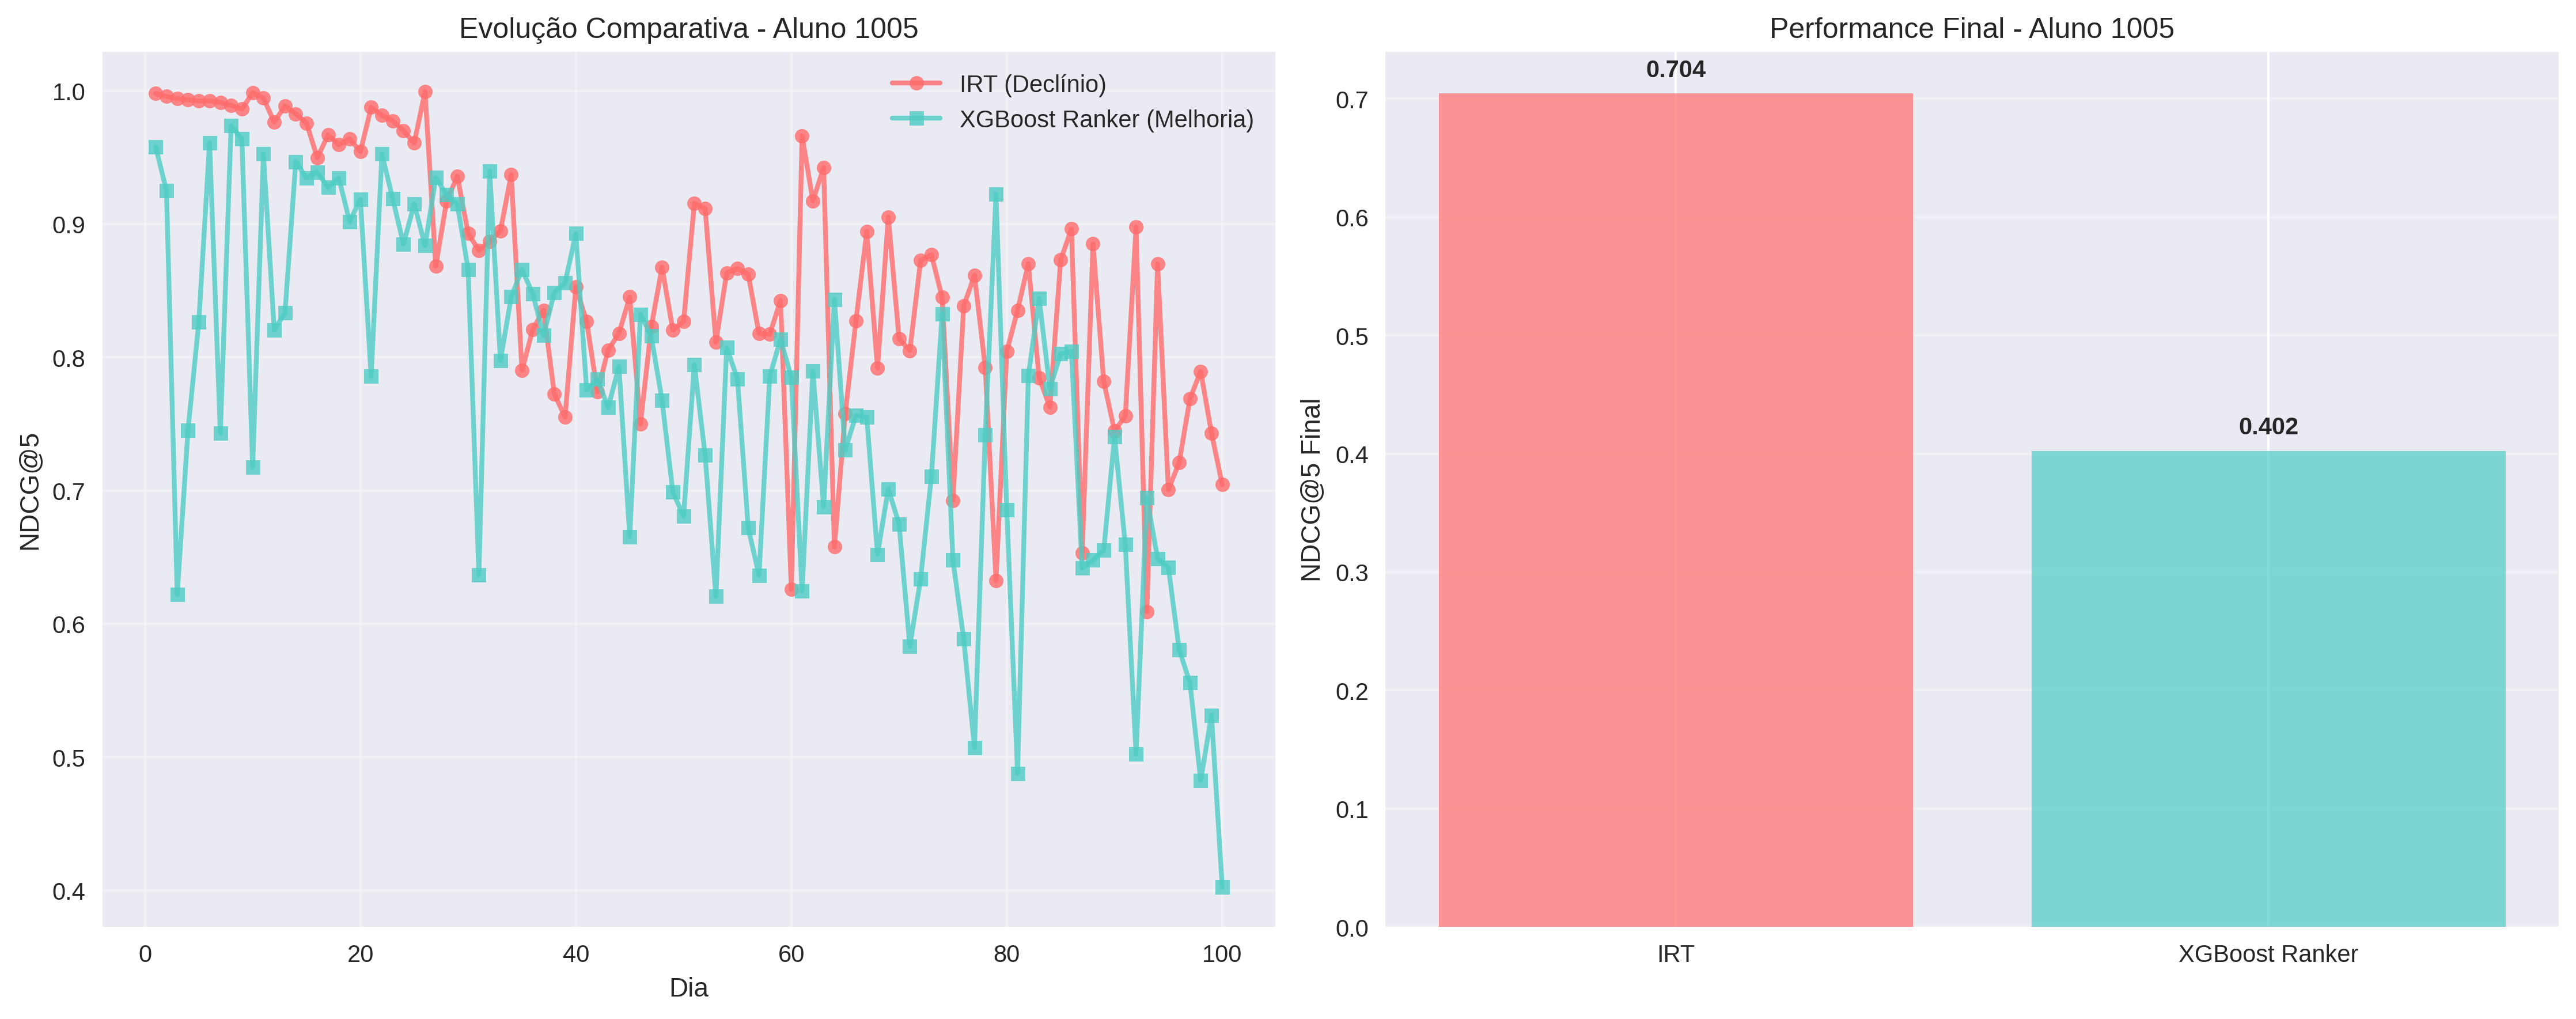 Evolução Comparativa - Aluno 1005
IRT (Declínio)
XGBoost Ranker (Melhoria)
NDCG@5
1.0
0.9
0.8
0.7
0.6
0.5
0.4
0 20 40 60 80 100
Dia
Performance Final - Aluno 1005
0.704
0.402
NDCG@5 Final
0.7
0.6
0.5
0.4
0.3
0.2
0.1
0.0
IRT XGBoost Ranker